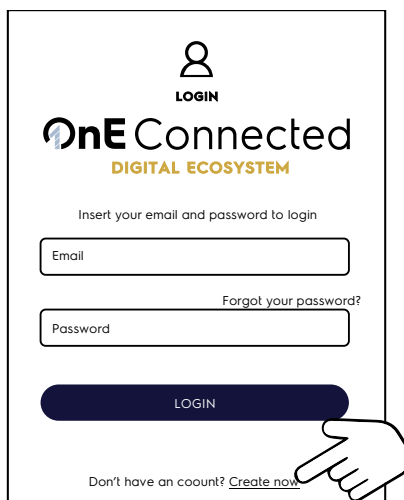 LOGIN
OnE Connected
DIGITAL ECOSYSTEM
Insert your email and password to login
Email
Forgot your password?
Password
LOGIN
Don't have an coount? Create now